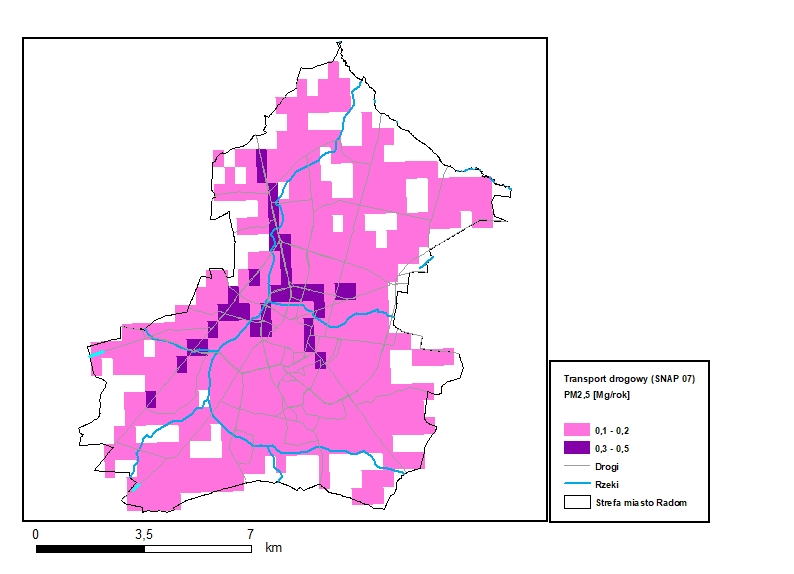 Transport drogowy (SNAP 07)
PM2,5 [Mg/rok]
0,1 - 0,2
0,3 - 0,5
Drogi
Rzeki
Strefa miasto Radom
0 3,5 7
km